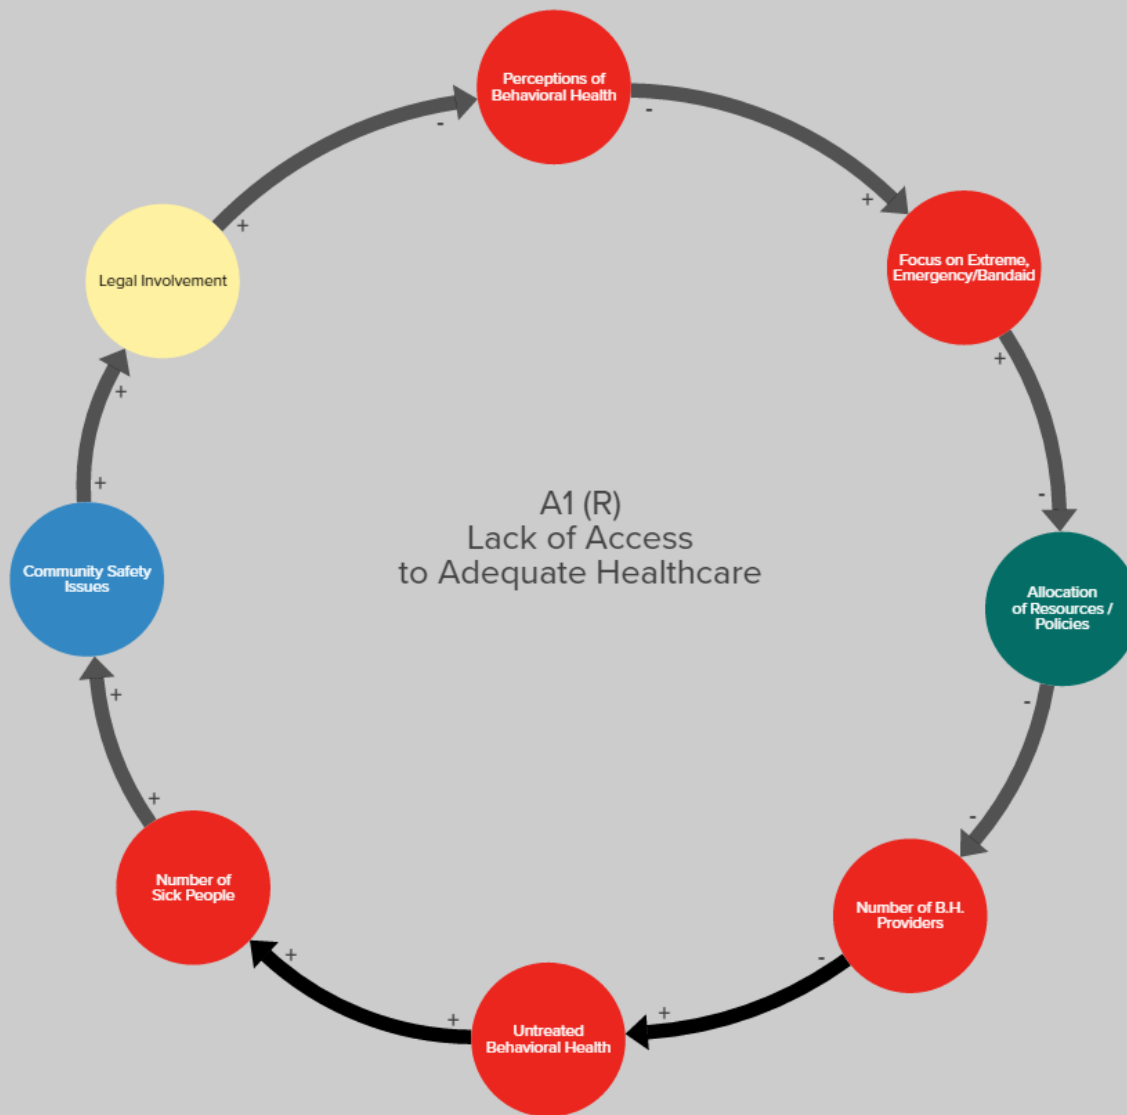 Perceptions of
Behavioral Health
-
-
+
+
Focus on Extreme,
Emergency/Bandaid
Legal Involvement
+
-
+
+
A1 (R)
Lack of Access
to Adequate Healthcare
Community Safety
Issues
Allocation
of Resources /
Policies
+
-
+
-
Number of
Sick People
Number of B.H.
Providers
+
-
+
+
Untreated
Behavioral Health